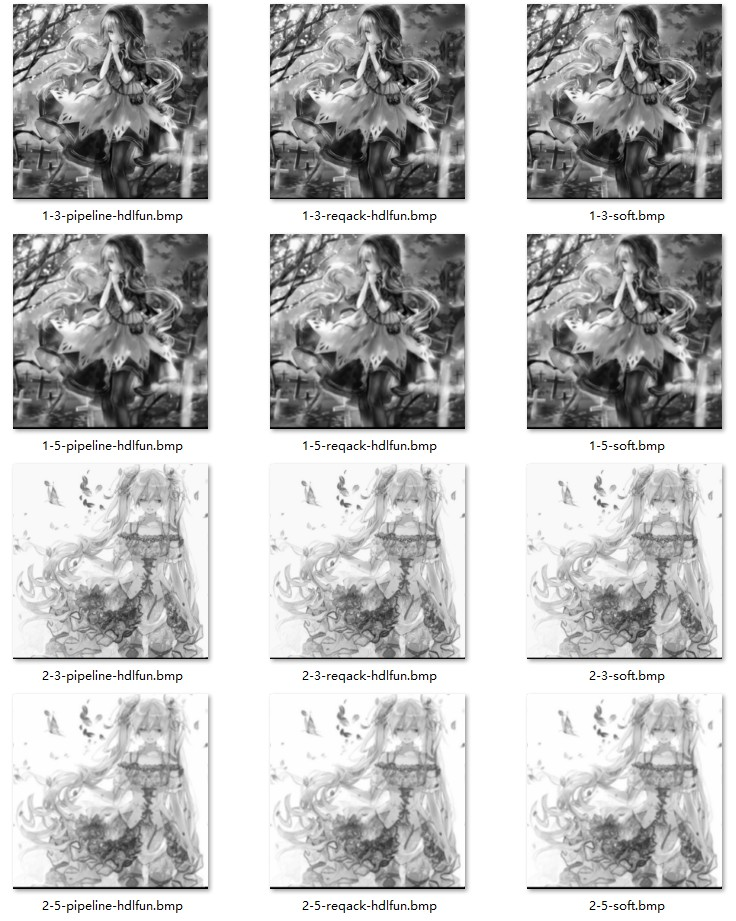 1-3-pipeline-hdlfun.bmp 1-3-reqack-hdlfun.bmp 1-3-soft.bmp
1-5-pipeline-hdlfun.bmp 1-5-reqack-hdlfun.bmp 1-5-soft.bmp
2-3-pipeline-hdlfun.bmp 2-3-reqack-hdlfun.bmp 2-3-soft.bmp
2-5-pipeline-hdlfun.bmp 2-5-reqack-hdlfun.bmp 2-5-soft.bmp